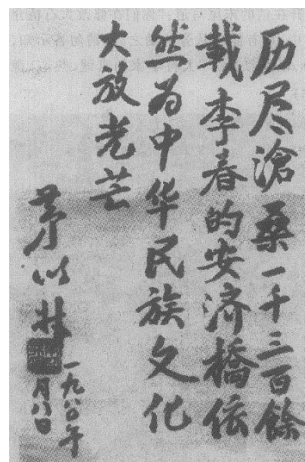 历尽滄桑一千三百餘
載李春的安济橋依
然为中华民族文化
大放光芒
茅以升
一九八〇年
月八日